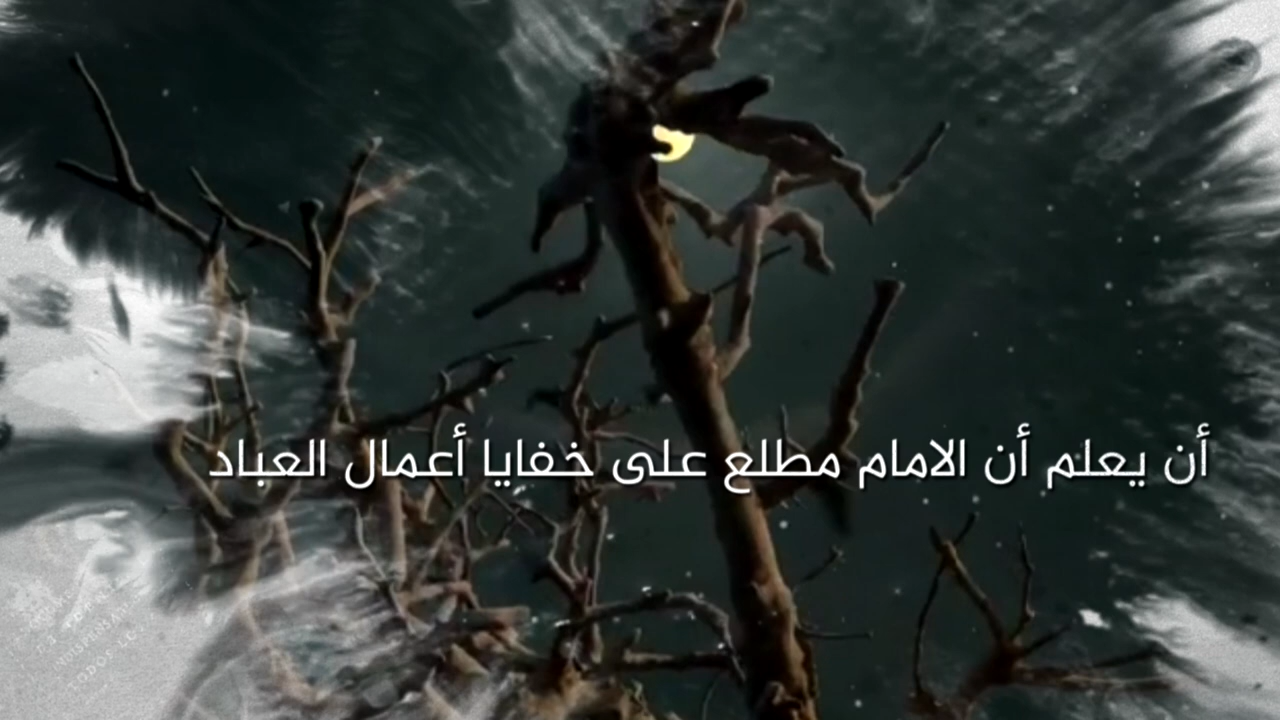 أن يعلم أن الامام مطلع على خفايا أعمال العباد